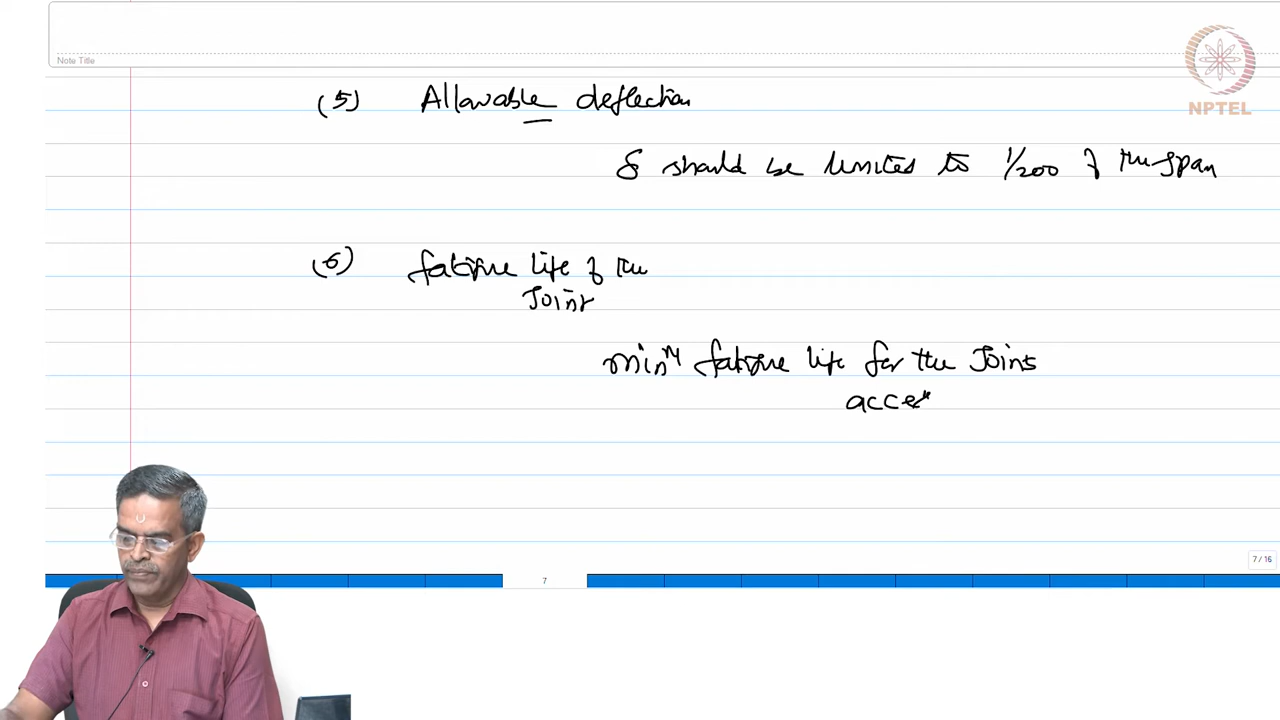 Note Title
NPTEL
(5) Allowable deflection
δ should be limited to 1/200 of the span
(6) fatigue life of the
Joint
minm fatigue life for the Joints
acce
7 / 16
7